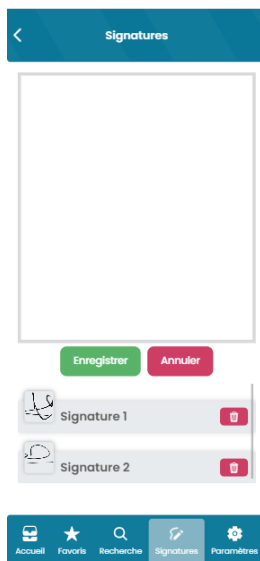 Signatures
Enregistrer Annuler
Signature 1
Signature 2
Accueil Favoris Recherche Signatures Paramètres